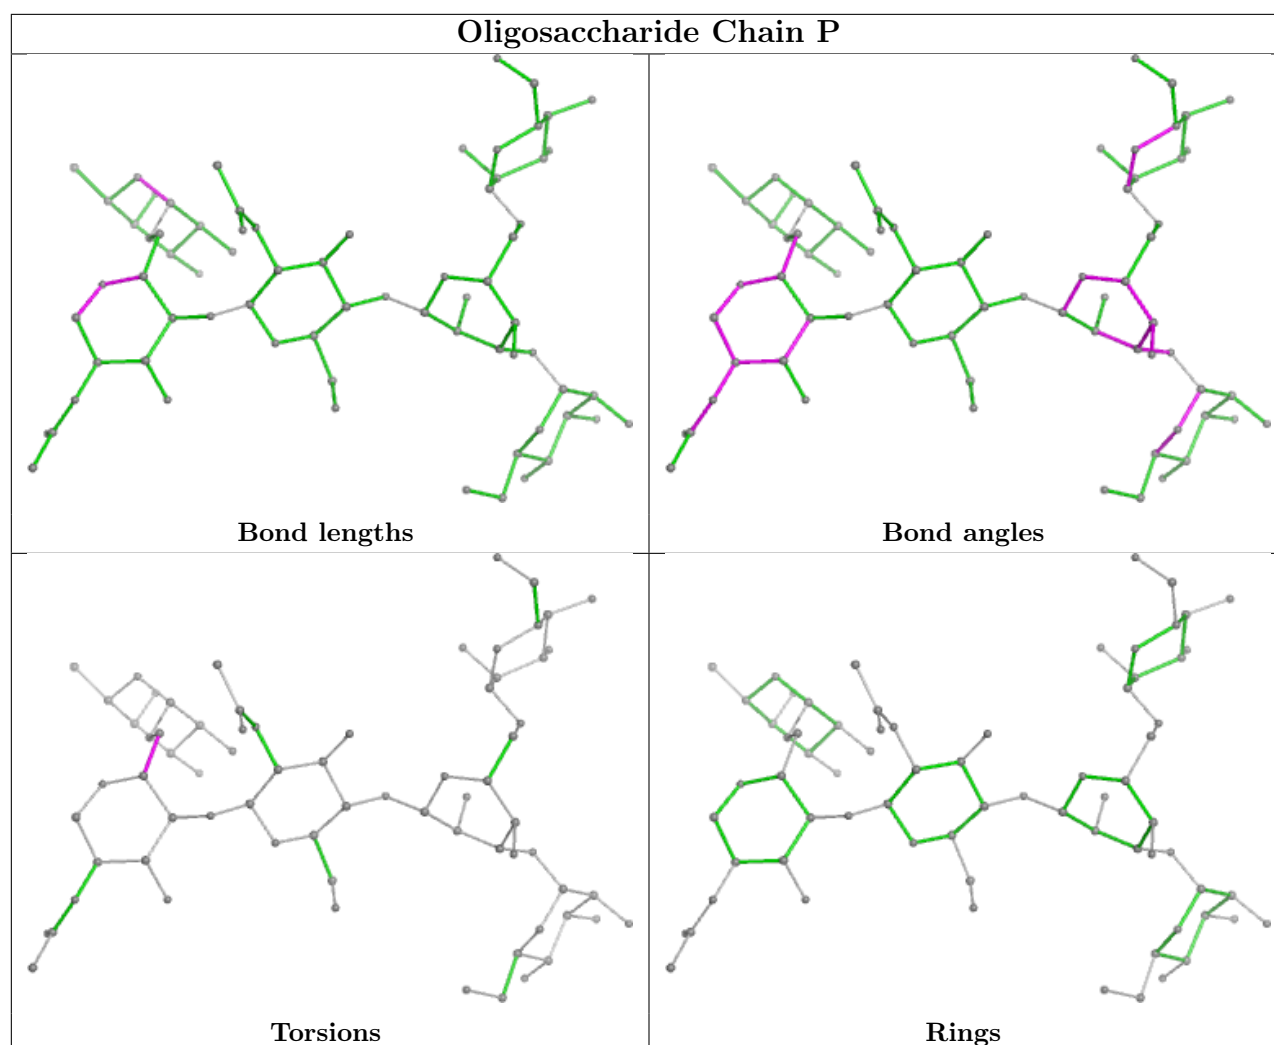 Oligosaccharide Chain P
Bond lengths
Bond angles
Torsions
Rings